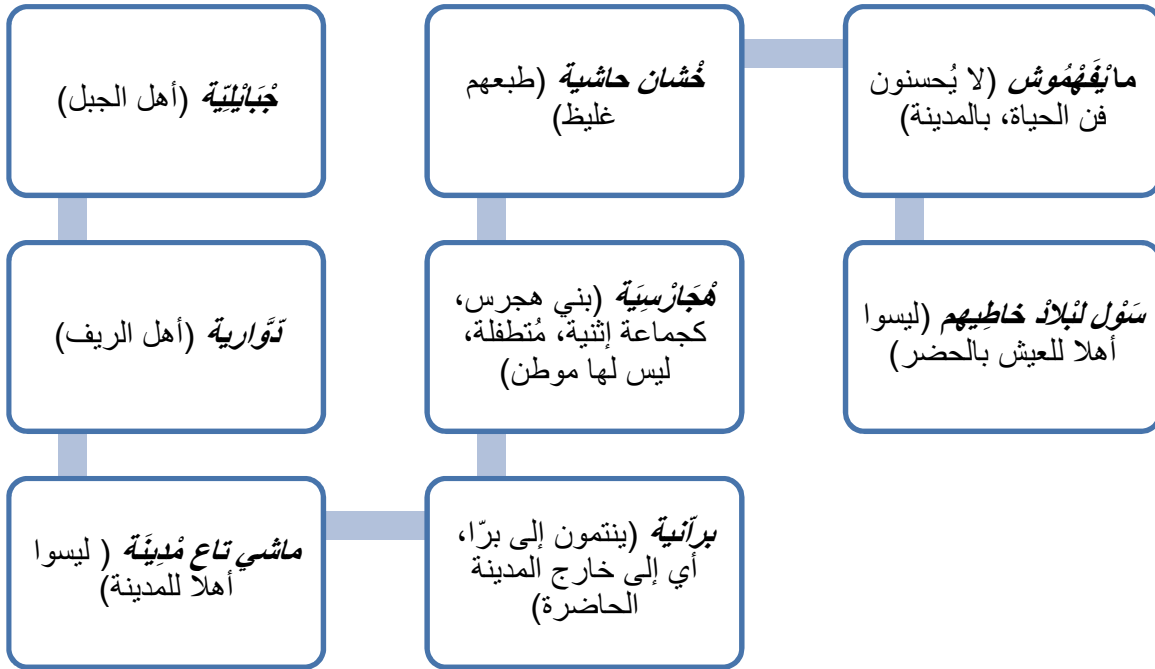 جْبَايْلِيّة (أهل الجبل)
دّوَّارية (أهل الريف)
ماشي تاع مْدِينَة ( ليسوا
أهلا للمدينة)
برّانية (ينتمون إلى برّا،
أي إلى خارج المدينة
الحاضرة)
هْجَارْسِيَة (بني هجرس،
كجماعة إثنية، مُتطفلة،
ليس لها موطن)
خْشان حاشية (طبعهم
غليظ)
مايْفَهْمُوش (لا يُحسنون
فن الحياة، بالمدينة)
سَوْل لبْلادْ خاطِيهم (ليسوا
أهلا للعيش بالحضر)